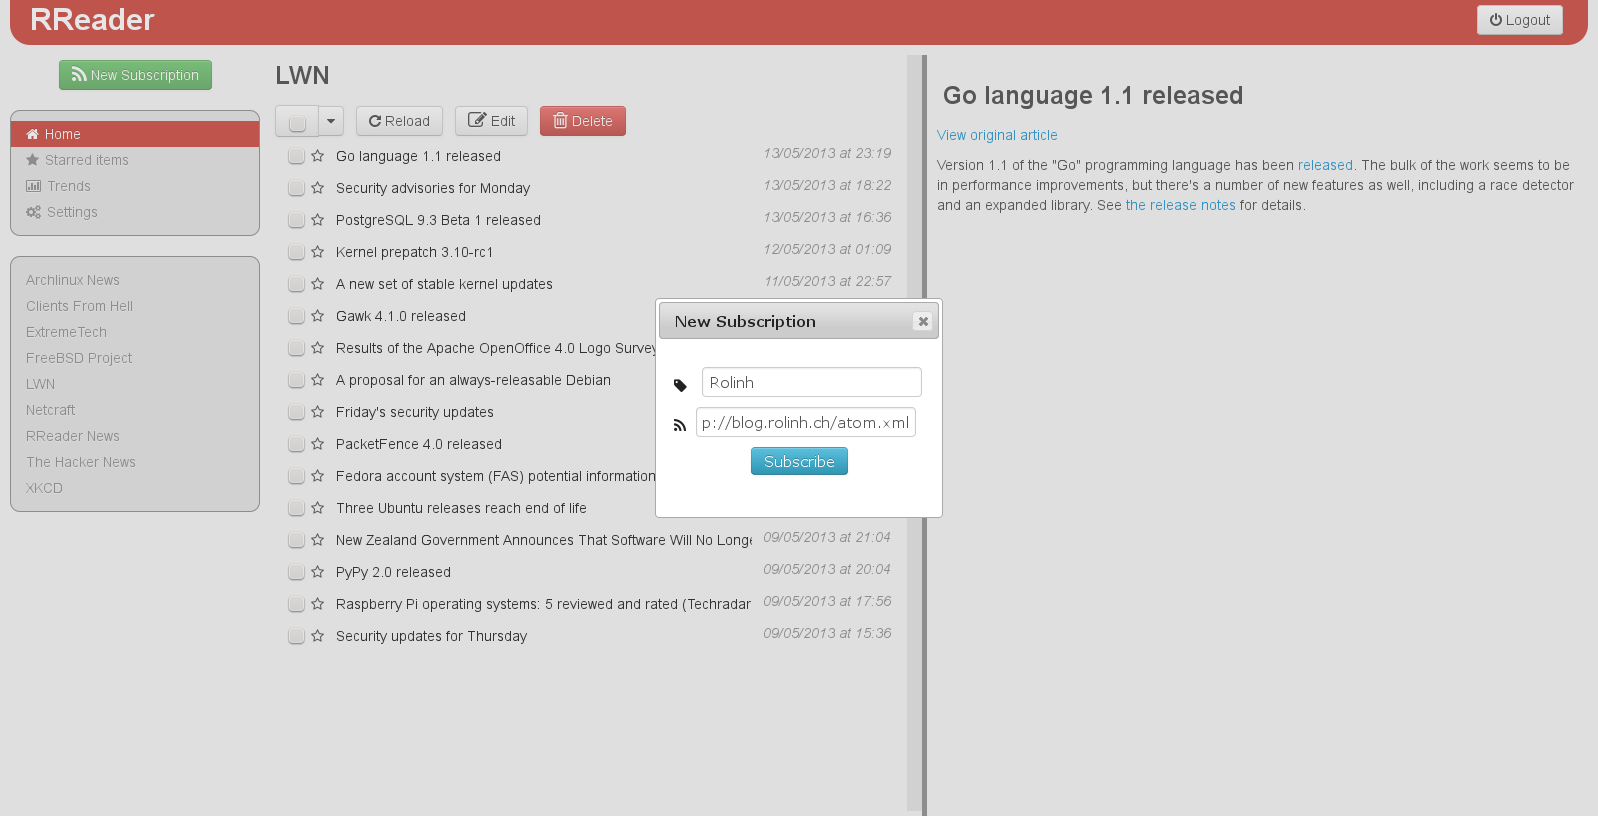 RReader
Logout
New Subscription
Home
Starred items
Trends
Settings
Archlinux News
Clients From Hell
ExtremeTech
FreeBSD Project
LWN
Netcraft
RReader News
The Hacker News
XKCD
LWN
Reload Edit Delete
Go language 1.1 released 13/05/2013 at 23:19
Security advisories for Monday 13/05/2013 at 18:22
PostgreSQL 9.3 Beta 1 released 13/05/2013 at 16:36
Kernel prepatch 3.10-rc1 12/05/2013 at 01:09
A new set of stable kernel updates 11/05/2013 at 22:57
Gawk 4.1.0 released
Results of the Apache OpenOffice 4.0 Logo Survey
A proposal for an always-releasable Debian
Friday's security updates
PacketFence 4.0 released
Fedora account system (FAS) potential information
Three Ubuntu releases reach end of life
New Zealand Government Announces That Software Will No Longe 09/05/2013 at 21:04
PyPy 2.0 released 09/05/2013 at 20:04
Raspberry Pi operating systems: 5 reviewed and rated (Techradar 09/05/2013 at 17:56
Security updates for Thursday 09/05/2013 at 15:36
New Subscription
Rolinh
p://blog.rolinh.ch/atom.xml
Subscribe
Go language 1.1 released
View original article
Version 1.1 of the "Go" programming language has been released. The bulk of the work seems to be
in performance improvements, but there's a number of new features as well, including a race detector
and an expanded library. See the release notes for details.